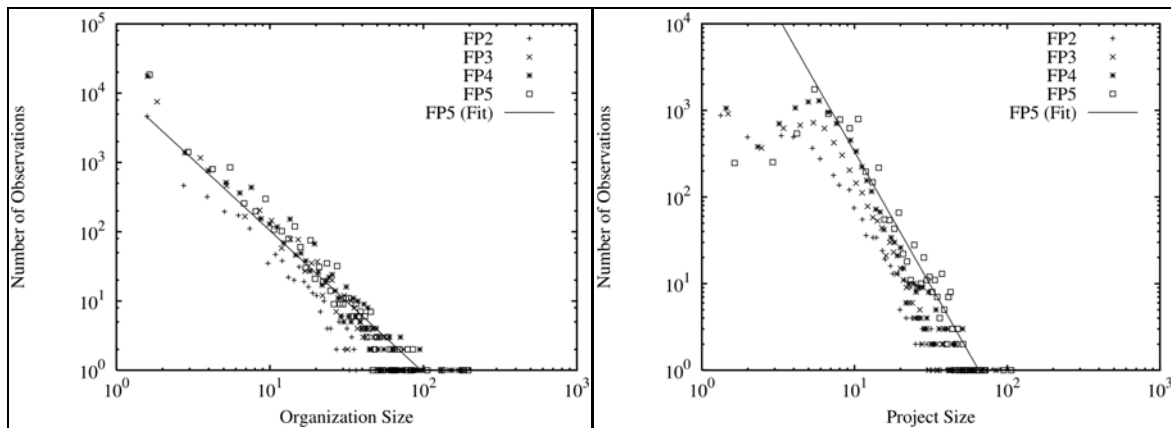 10^5
10^4
10^3
10^2
10^1
10^0
Number of Observations
FP2
FP3
FP4
FP5
FP5 (Fit)
10^0 10^1 10^2 10^3
Organization Size
10^4
10^3
10^2
10^1
10^0
Number of Observations
FP2
FP3
FP4
FP5
FP5 (Fit)
10^0 10^1 10^2 10^3
Project Size